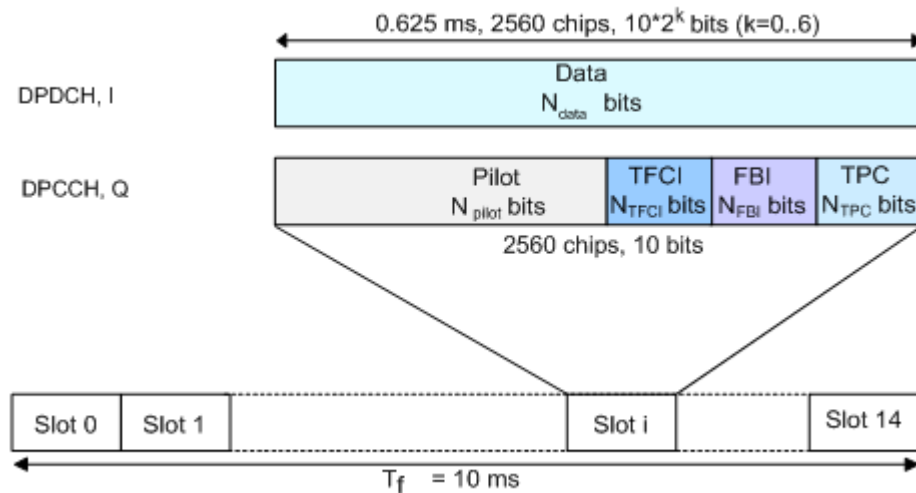 0.625 ms, 2560 chips, 10*2^k bits (k=0..6)
DPDCH, I
Data
N_data bits
DPCCH, Q
Pilot
N_pilot bits
TFCI
N_TFCI bits
FBI
N_FBI bits
TPC
N_TPC bits
2560 chips, 10 bits
Slot 0
Slot 1
Slot i
Slot 14
T_f = 10 ms